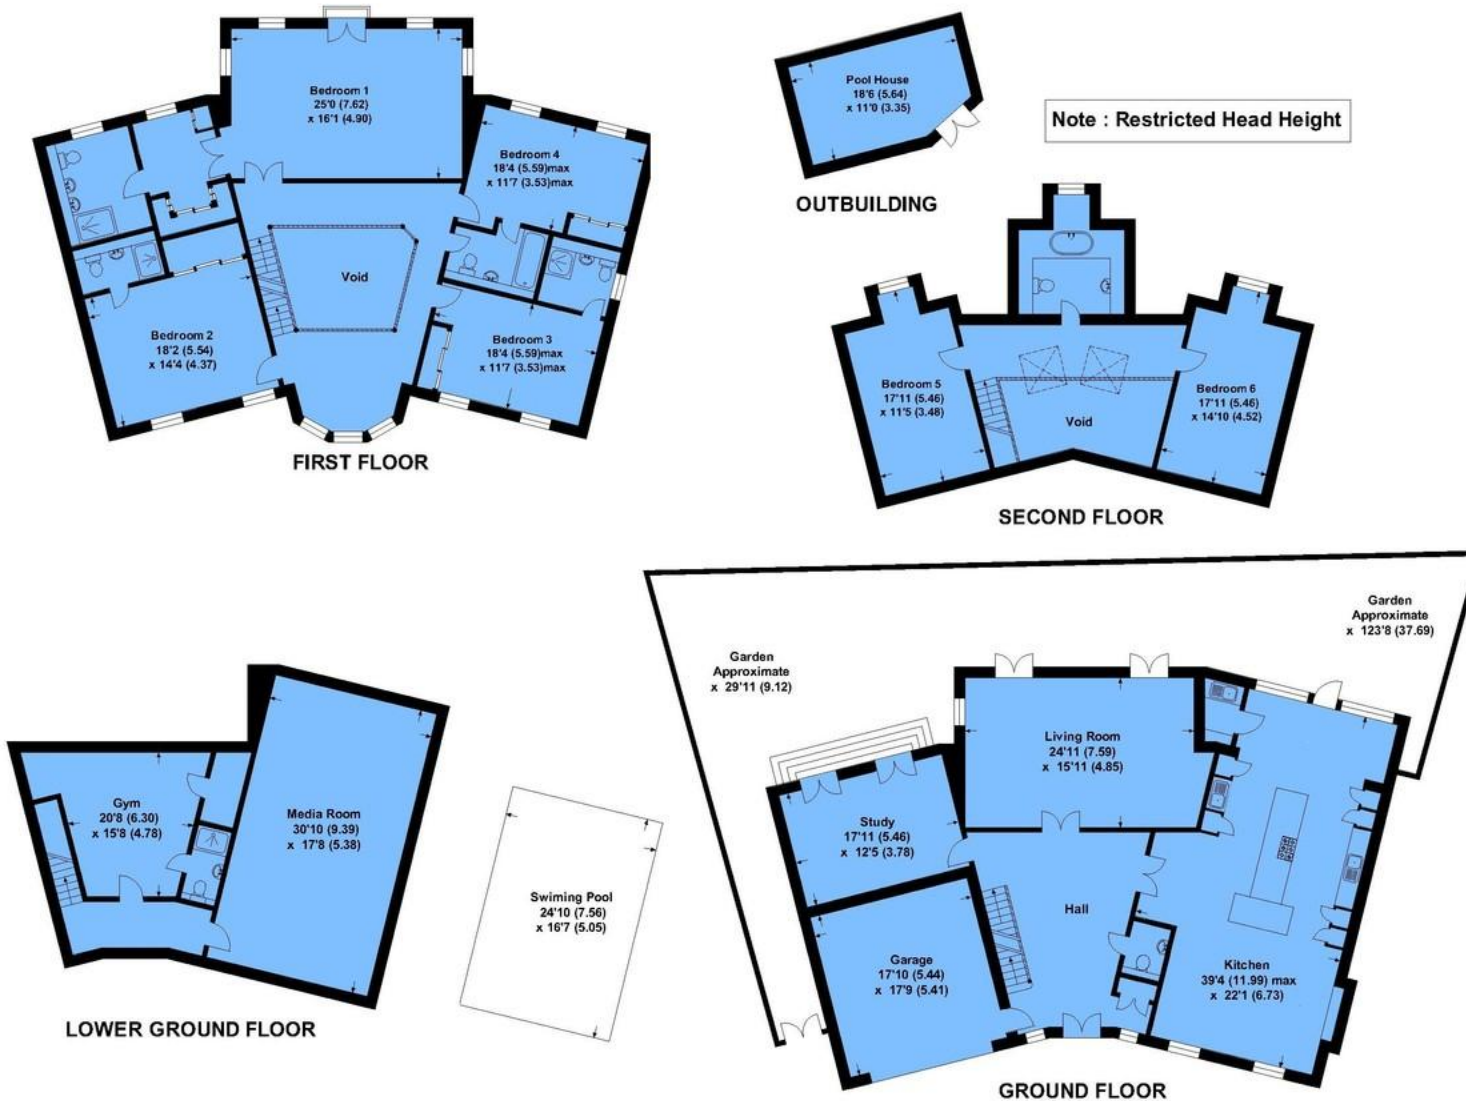 Bedroom 1
25'0 (7.62)
x 16'1 (4.90)
Bedroom 4
18'4 (5.59)max
x 11'7 (3.53)max
Void
Bedroom 2
18'2 (5.54)
x 14'4 (4.37)
Bedroom 3
18'4 (5.59)max
x 11'7 (3.53)max
FIRST FLOOR
Pool House
18'6 (5.64)
x 11'0 (3.35)
OUTBUILDING
Note : Restricted Head Height
Bedroom 5
17'11 (5.46)
x 11'5 (3.48)
Void
Bedroom 6
17'11 (5.46)
x 14'10 (4.52)
SECOND FLOOR
Gym
20'8 (6.30)
x 15'8 (4.78)
Media Room
30'10 (9.39)
x 17'8 (5.38)
LOWER GROUND FLOOR
Swiming Pool
24'10 (7.56)
x 16'7 (5.05)
Garden
Approximate
x 29'11 (9.12)
Garden
Approximate
x 123'8 (37.69)
Living Room
24'11 (7.59)
x 15'11 (4.85)
Study
17'11 (5.46)
x 12'5 (3.78)
Hall
Garage
17'10 (5.44)
x 17'9 (5.41)
Kitchen
39'4 (11.99) max
x 22'1 (6.73)
GROUND FLOOR